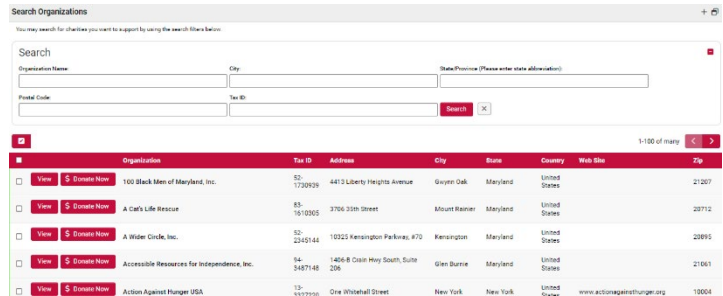 Search Organizations
You may search for charities you want to support by using the search filters below.
Search
Organization Name: City: State/Province (Please enter state abbreviation):
Postal Code: Tax ID:
Search
1-100 of many
Organization Tax ID Address City State Country Web Site Zip
View $ Donate Now 100 Black Men of Maryland, Inc. 52-1730939 4413 Liberty Heights Avenue Gwynn Oak Maryland United States 21207
View $ Donate Now A Cat's Life Rescue 83-1610305 3706 35th Street Mount Rainier Maryland United States 20712
View $ Donate Now A Wider Circle, Inc. 52-2345144 10325 Kensington Parkway, #70 Kensington Maryland United States 20895
View $ Donate Now Accessible Resources for Independence, Inc. 94-3487148 1406-B Crain Hwy South, Suite 206 Glen Burnie Maryland United States 21061
View $ Donate Now Action Against Hunger USA 13- One Whitehall Street New York New York United States www.actionagainsthunger.org 10004